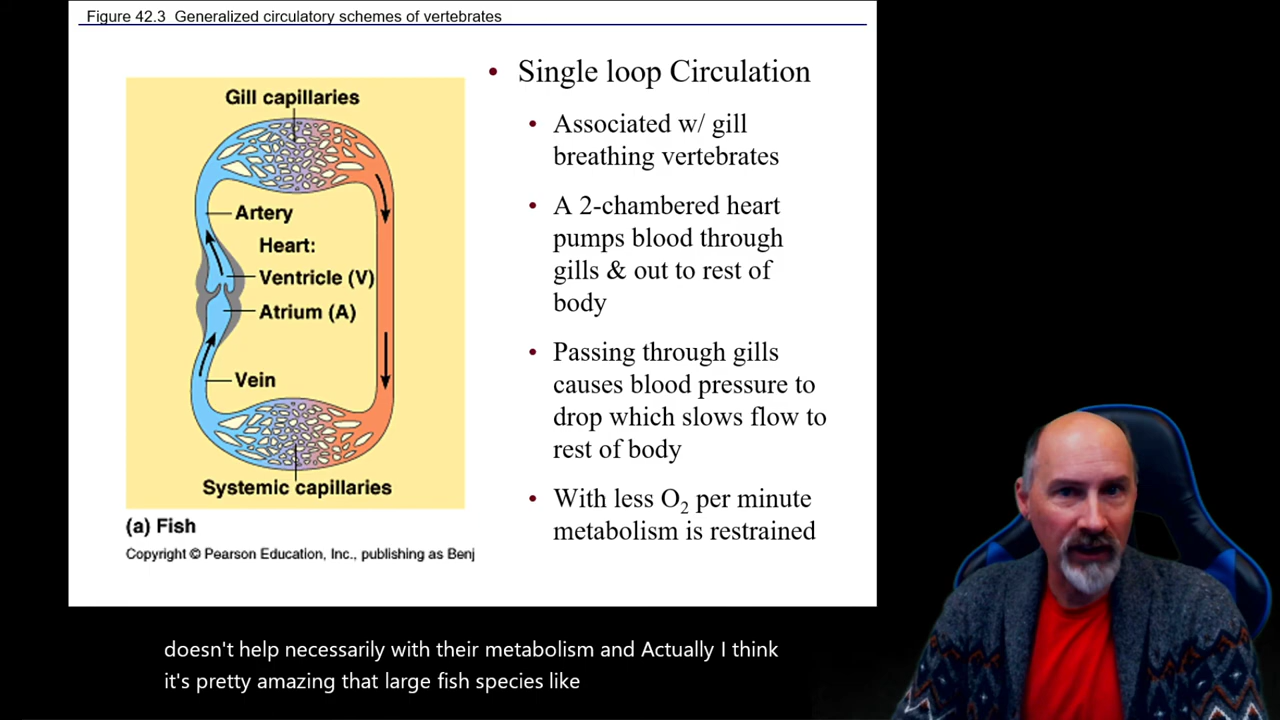 Figure 42.3 Generalized circulatory schemes of vertebrates
Gill capillaries
Artery
Heart:
Ventricle (V)
Atrium (A)
Vein
Systemic capillaries
(a) Fish
Copyright © Pearson Education, Inc., publishing as Benj
• Single loop Circulation
• Associated w/ gill
breathing vertebrates
• A 2-chambered heart
pumps blood through
gills & out to rest of
body
• Passing through gills
causes blood pressure to
drop which slows flow to
rest of body
• With less O2 per minute
metabolism is restrained
doesn't help necessarily with their metabolism and Actually I think
it's pretty amazing that large fish species like